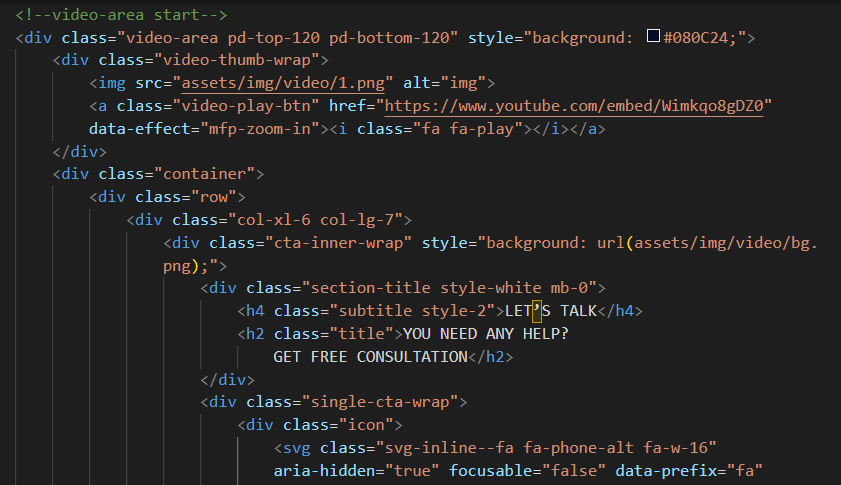 <!--video-area start-->
<div class="video-area pd-top-120 pd-bottom-120" style="background: #080C24;">
<div class="video-thumb-wrap">
<img src="assets/img/video/1.png" alt="img">
<a class="video-play-btn" href="https://www.youtube.com/embed/Wimkqo8gDZ0"
data-effect="mfp-zoom-in"><i class="fa fa-play"></i></a>
</div>
<div class="container">
<div class="row">
<div class="col-xl-6 col-lg-7">
<div class="cta-inner-wrap" style="background: url(assets/img/video/bg.
png);">
<div class="section-title style-white mb-0">
<h4 class="subtitle style-2">LET’S TALK</h4>
<h2 class="title">YOU NEED ANY HELP?
GET FREE CONSULTATION</h2>
</div>
<div class="single-cta-wrap">
<div class="icon">
<svg class="svg-inline--fa fa-phone-alt fa-w-16"
aria-hidden="true" focusable="false" data-prefix="fa"